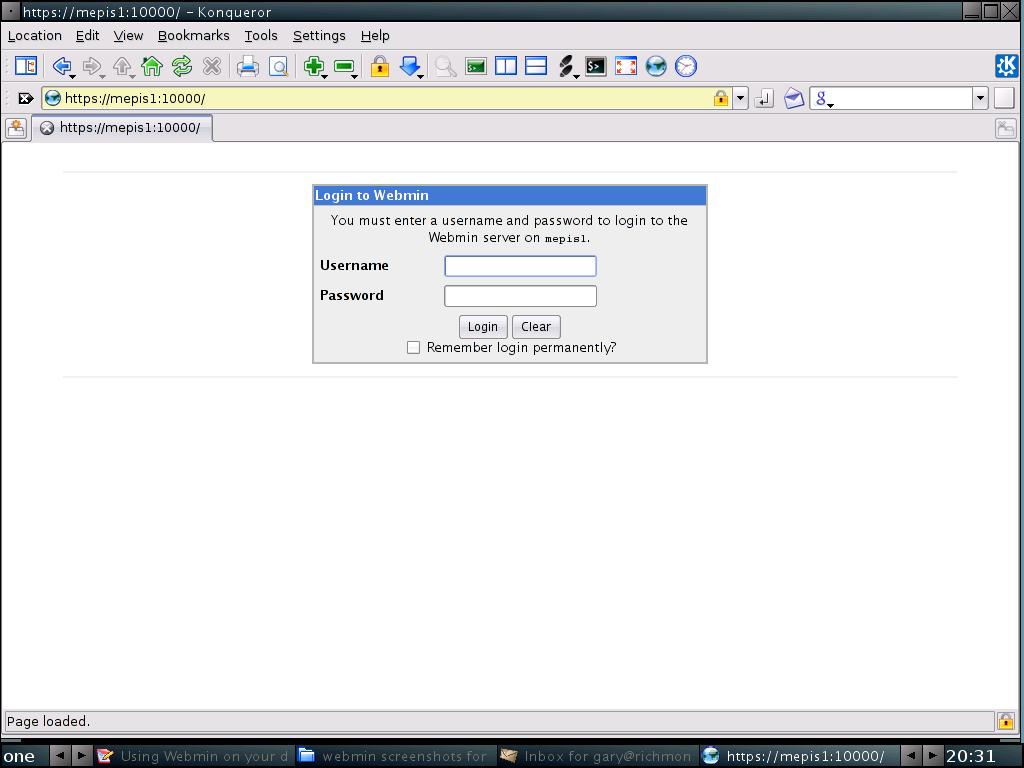 https://mepis1:10000/ - Konqueror
Location Edit View Bookmarks Tools Settings Help
https://mepis1:10000/
https://mepis1:10000/
Login to Webmin
You must enter a username and password to login to the
Webmin server on mepis1.
Username
Password
Login Clear
Remember login permanently?
Page loaded.
one Using Webmin on your d webmin screenshots for Inbox for gary@richmon https://mepis1:10000/ 20:31